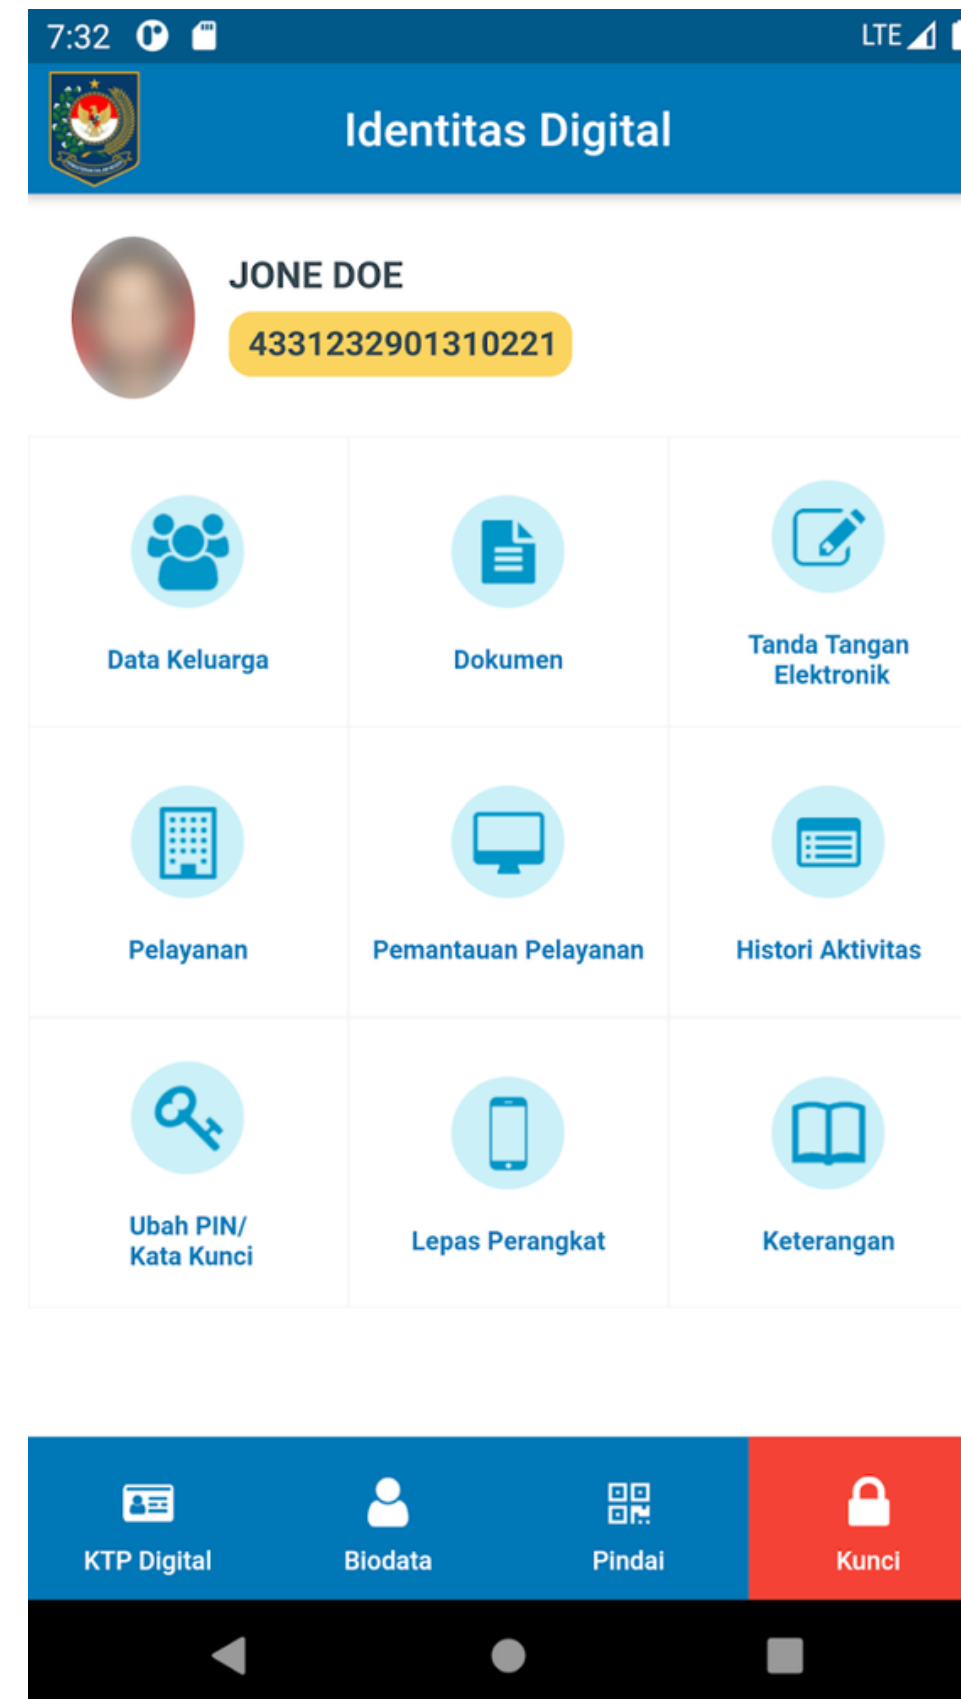 7:32
LTE
Identitas Digital
JONE DOE
4331232901310221
Data Keluarga
Dokumen
Tanda Tangan
Elektronik
Pelayanan
Pemantauan Pelayanan
Histori Aktivitas
Ubah PIN/
Kata Kunci
Lepas Perangkat
Keterangan
KTP Digital
Biodata
Pindai
Kunci